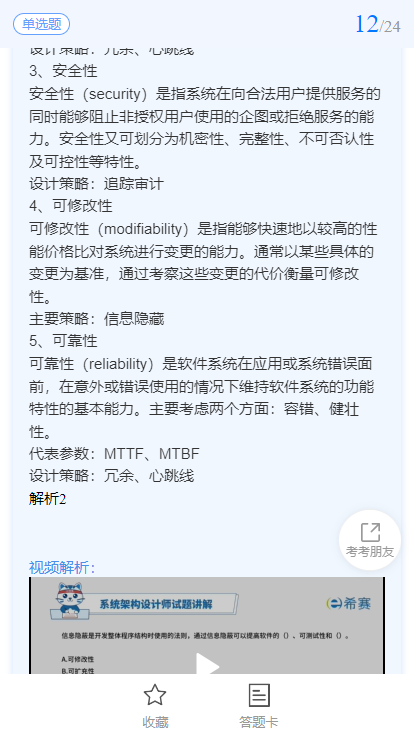 单选题
12/24
设计策略：冗余、心跳线
3、安全性
安全性（security）是指系统在向合法用户提供服务的
同时能够阻止非授权用户使用的企图或拒绝服务的能
力。安全性又可划分为机密性、完整性、不可否认性
及可控性等特性。
设计策略：追踪审计
4、可修改性
可修改性（modifiability）是指能够快速地以较高的性
能价格比对系统进行变更的能力。通常以某些具体的
变更为基准，通过考察这些变更的代价衡量可修改
性。
主要策略：信息隐藏
5、可靠性
可靠性（reliability）是软件系统在应用或系统错误面
前，在意外或错误使用的情况下维持软件系统的功能
特性的基本能力。主要考虑两个方面：容错、健壮
性。
代表参数：MTTF、MTBF
设计策略：冗余、心跳线
解析2
考考朋友
视频解析：
系统架构设计师试题讲解
希赛
信息隐蔽是开发整体程序结构时使用的法则，通过信息隐蔽可以提高软件的（）、可测试性和（）。
A.可修改性
B.可扩充性
收藏
答题卡